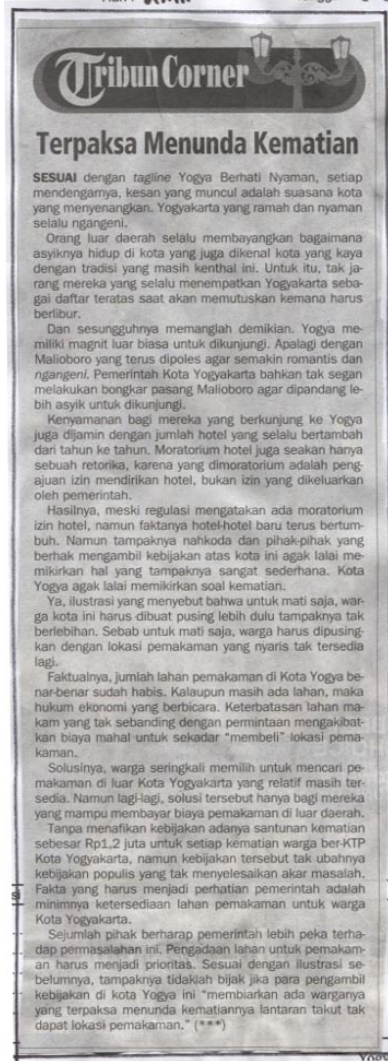 Tribun Corner
Terpaksa Menunda Kematian
SESUAI dengan tagline Yogya Berhati Nyaman, setiap
mendengarnya, kesan yang muncul adalah suasana kota
yang menyenangkan. Yogyakarta yang ramah dan nyaman
selalu ngangeni.
Orang luar daerah selalu membayangkan bagaimana
asyiknya hidup di kota yang juga dikenal kota yang kaya
dengan tradisi yang masih kenthal ini. Untuk itu, tak ja-
rang mereka yang selalu menempatkan Yogyakarta seba-
gai daftar teratas saat akan memutuskan kemana harus
berlibur.
Dan sesungguhnya memanglah demikian. Yogya me-
miliki magnit luar biasa untuk dikunjungi. Apalagi dengan
Malioboro yang terus dipoles agar semakin romantis dan
ngangeni. Pemerintah Kota Yogyakarta bahkan tak segan
melakukan bongkar pasang Malioboro agar dipandang le-
bih asyik untuk dikunjungi.
Kenyamanan bagi mereka yang berkunjung ke Yogya
juga dijamin dengan jumlah hotel yang selalu bertambah
dari tahun ke tahun. Moratorium hotel juga seakan hanya
sebuah retorika, karena yang dimoratorium adalah peng-
ajuan izin mendirikan hotel, bukan izin yang dikeluarkan
oleh pemerintah.
Hasilnya, meski regulasi mengatakan ada moratorium
izin hotel, namun faktanya hotel-hotel baru terus bertum-
buh. Namun tampaknya nahkoda dan pihak-pihak yang
berhak mengambil kebijakan atas kota ini agak lalai me-
mikirkan hal yang tampaknya sangat sederhana. Kota
Yogya agak lalai memikirkan soal kematian.
Ya, ilustrasi yang menyebut bahwa untuk mati saja, war-
ga kota ini harus dibuat pusing lebih dulu tampaknya tak
berlebihan. Sebab untuk mati saja, warga harus dipusing-
kan dengan lokasi pemakaman yang nyaris tak tersedia
lagi.
Faktualnya, jumlah lahan pemakaman di Kota Yogya be-
nar-benar sudah habis. Kalaupun masih ada lahan, maka
hukum ekonomi yang berbicara. Keterbatasan lahan ma-
kam yang tak sebanding dengan permintaan mengakibat-
kan biaya mahal untuk sekadar “membeli” lokasi pema-
kaman.
Solusinya, warga seringkali memilih untuk mencari pe-
makaman di luar Kota Yogyakarta yang relatif masih ter-
sedia. Namun lagi-lagi, solusi tersebut hanya bagi mereka
yang mampu membayar biaya pemakaman di luar daerah.
Tanpa menafikan kebijakan adanya santunan kematian
sebesar Rp1,2 juta untuk setiap kematian warga ber-KTP
Kota Yogyakarta, namun kebijakan tersebut tak ubahnya
kebijakan populis yang tak menyelesaikan akar masalah.
Fakta yang harus menjadi perhatian pemerintah adalah
minimnya ketersediaan lahan pemakaman untuk warga
Kota Yogyakarta.
Sejumlah pihak berharap pemerintah lebih peka terha-
dap permasalahan ini. Pengadaan lahan untuk pemakam-
an harus menjadi prioritas. Sesuai dengan ilustrasi se-
belumnya, tampaknya tidaklah bijak jika para pengambil
kebijakan di kota Yogya ini “membiarkan ada warganya
yang terpaksa menunda kematiannya lantaran takut tak
dapat lokasi pemakaman.” (***)